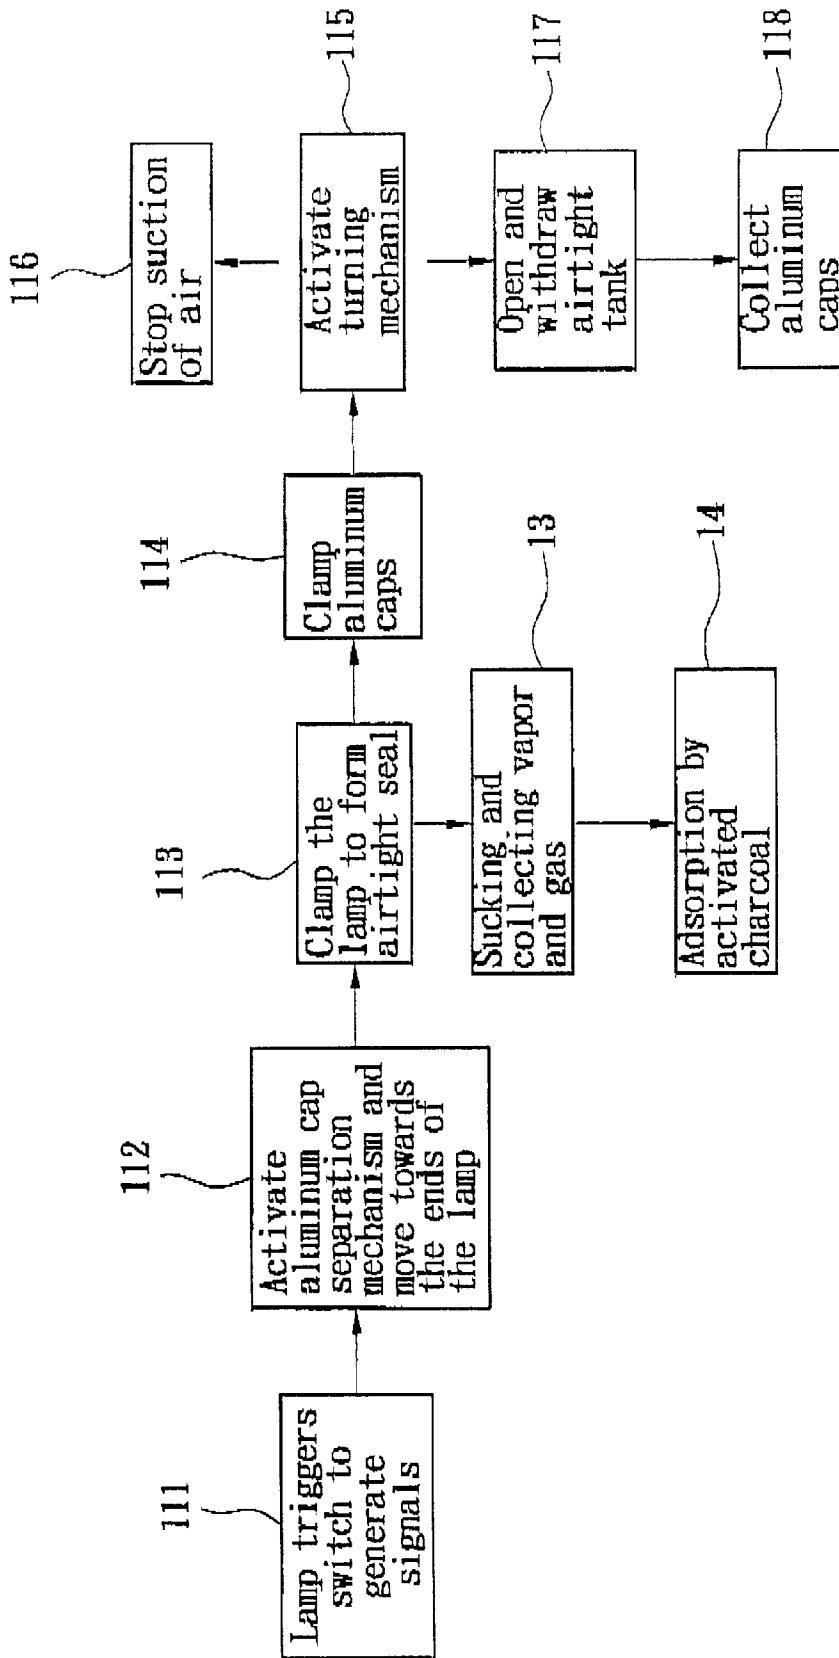 111
Lamp triggers
switch to
generate
signals
112
Activate
aluminum cap
separation
mechanism and
move towards
the ends of
the lamp
113
Clamp the
lamp to form
airtight seal
13
Sucking and
collecting vapor
and gas
14
Adsorption by
activated
charcoal
114
Clamp
aluminum
caps
115
Activate
turning
mechanism
116
Stop suction
of air
117
Open and
withdraw
airtight
tank
118
Collect
aluminum
caps